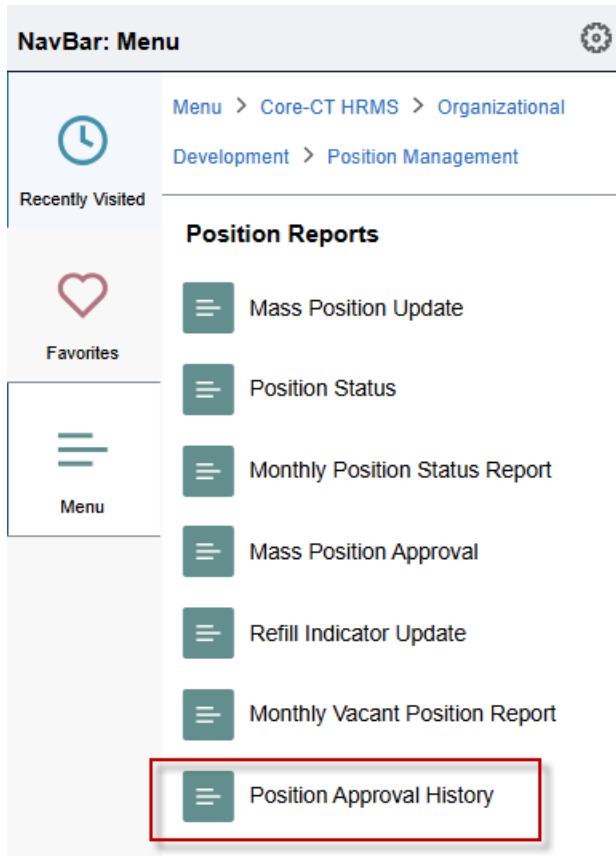 NavBar: Menu
Recently Visited
Favorites
Menu
Menu > Core-CT HRMS > Organizational
Development > Position Management
Position Reports
Mass Position Update
Position Status
Monthly Position Status Report
Mass Position Approval
Refill Indicator Update
Monthly Vacant Position Report
Position Approval History